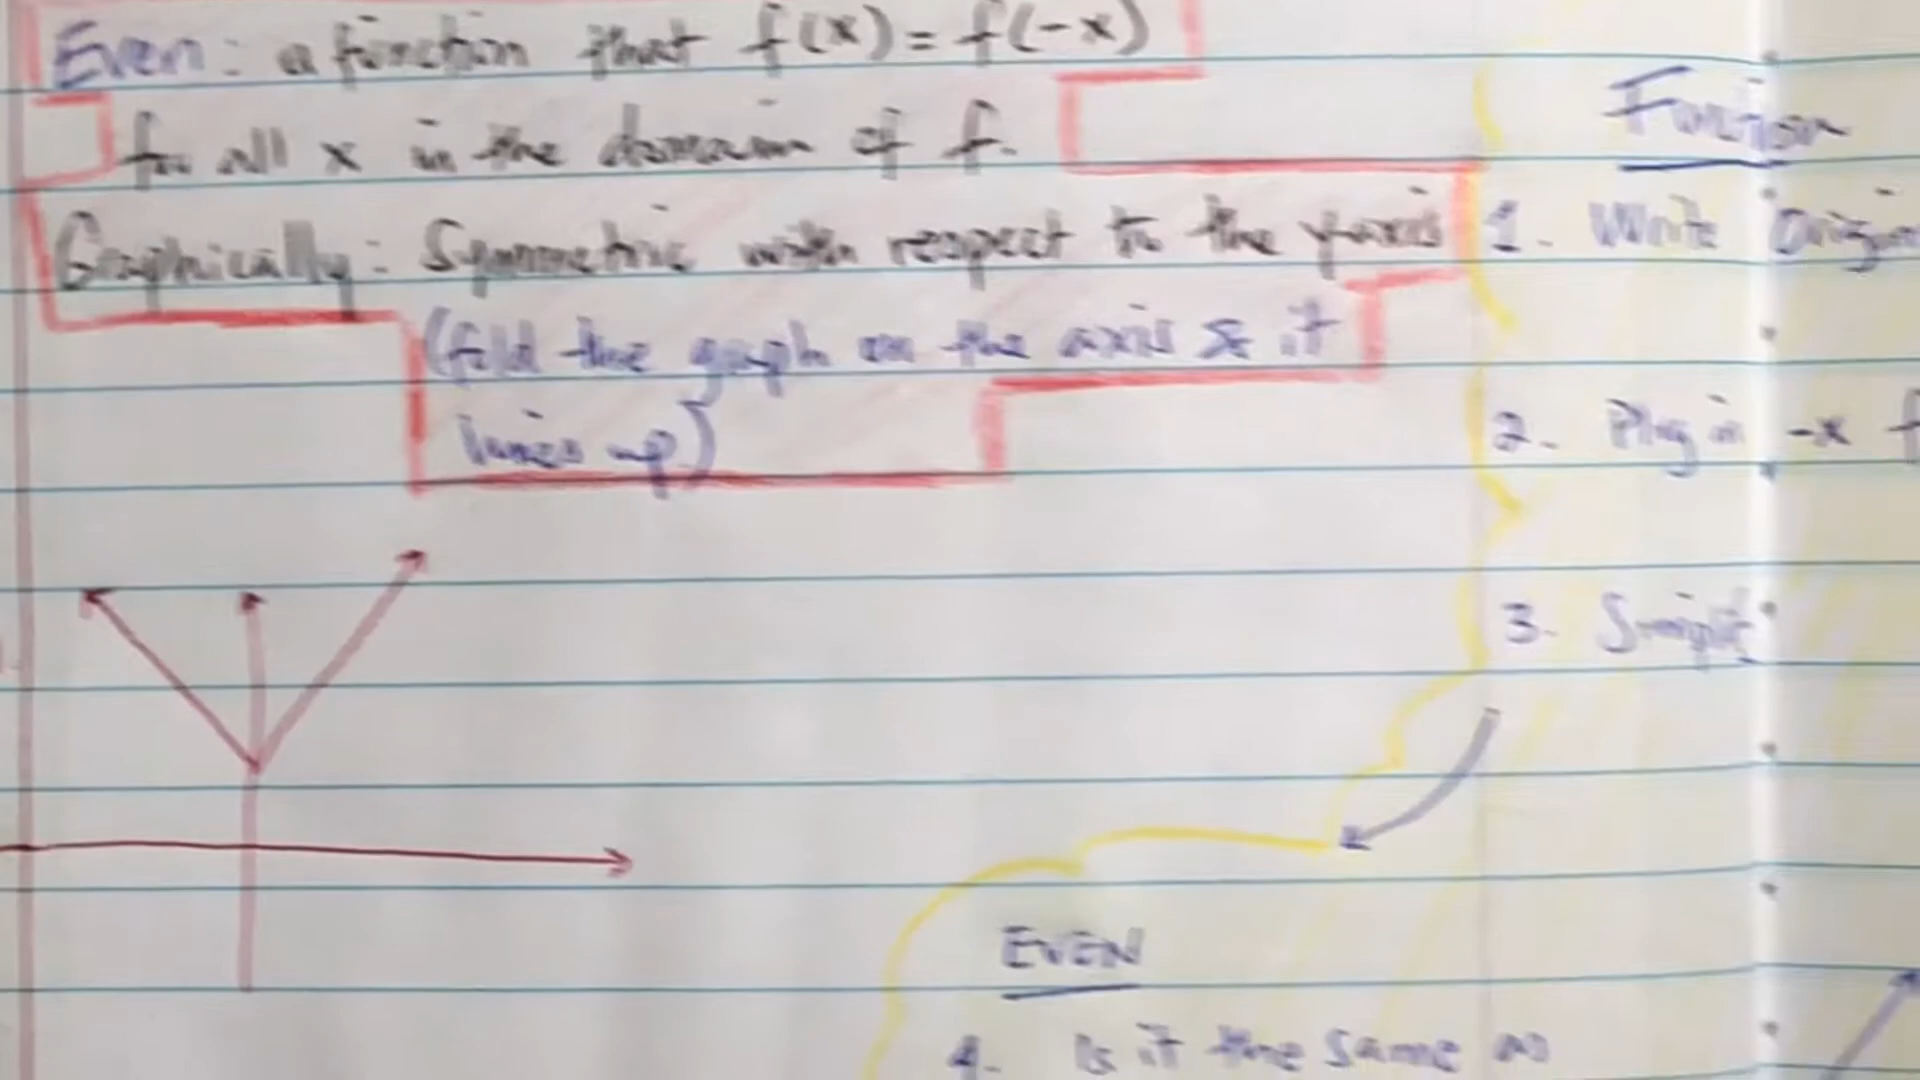 Even: a function that f(x) = f(-x)
for all x in the domain of f.
Graphically: Symmetric with respect to the y-axis
(fold the graph on the axis & it
lines up)
Function
1. Write Origin
2. Plug in -x f
3. Simplif
EVEN
4. Is it the same as